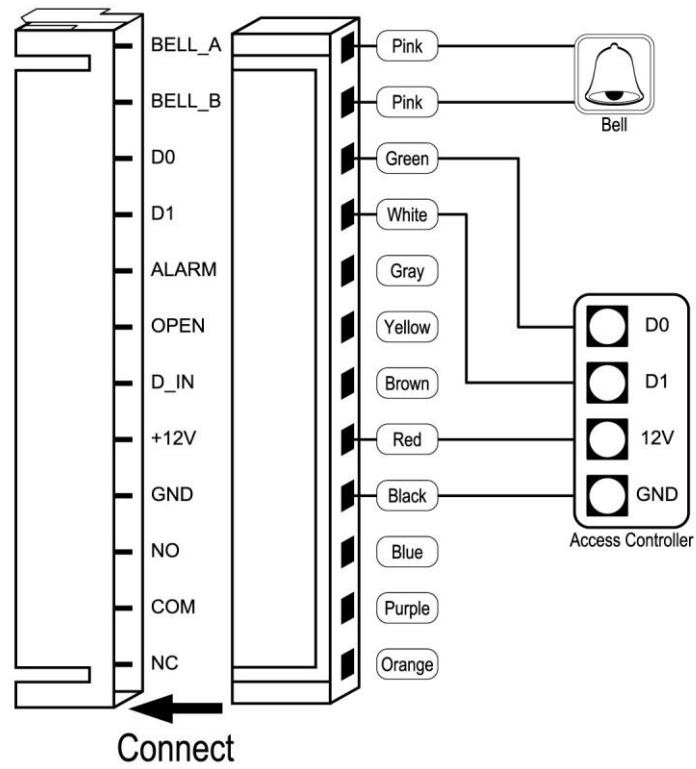 BELL_A Pink
BELL_B Pink
Bell
D0 Green
D1 White
ALARM Gray
OPEN Yellow D0
D_IN Brown D1
+12V Red 12V
GND Black GND
Access Controller
NO Blue
COM Purple
NC Orange
Connect